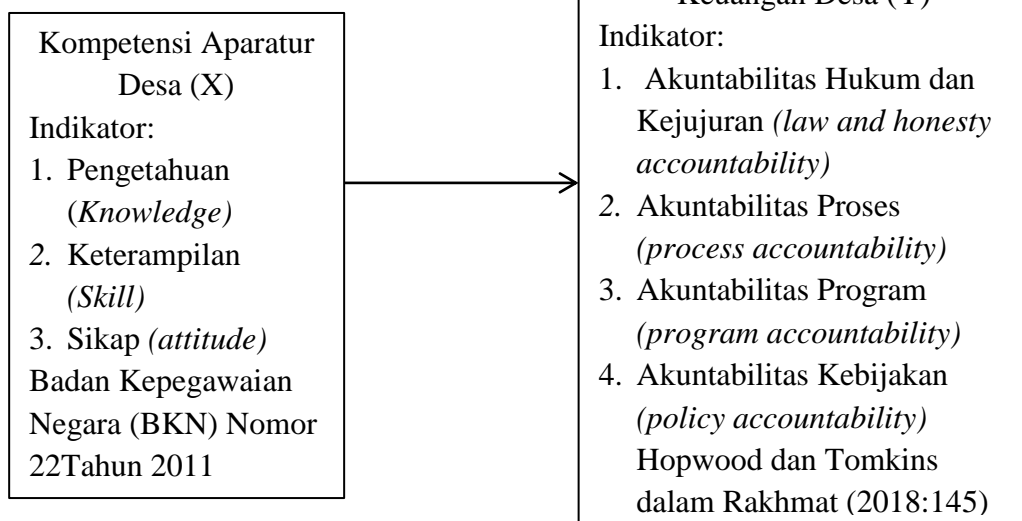 Kompetensi Aparatur
Desa (X)
Indikator:
1. Pengetahuan
(Knowledge)
2. Keterampilan
(Skill)
3. Sikap (attitude)
Badan Kepegawaian
Negara (BKN) Nomor
22Tahun 2011
Keuangan Desa (Y)
Indikator:
1. Akuntabilitas Hukum dan
Kejujuran (law and honesty
accountability)
2. Akuntabilitas Proses
(process accountability)
3. Akuntabilitas Program
(program accountability)
4. Akuntabilitas Kebijakan
(policy accountability)
Hopwood dan Tomkins
dalam Rakhmat (2018:145)